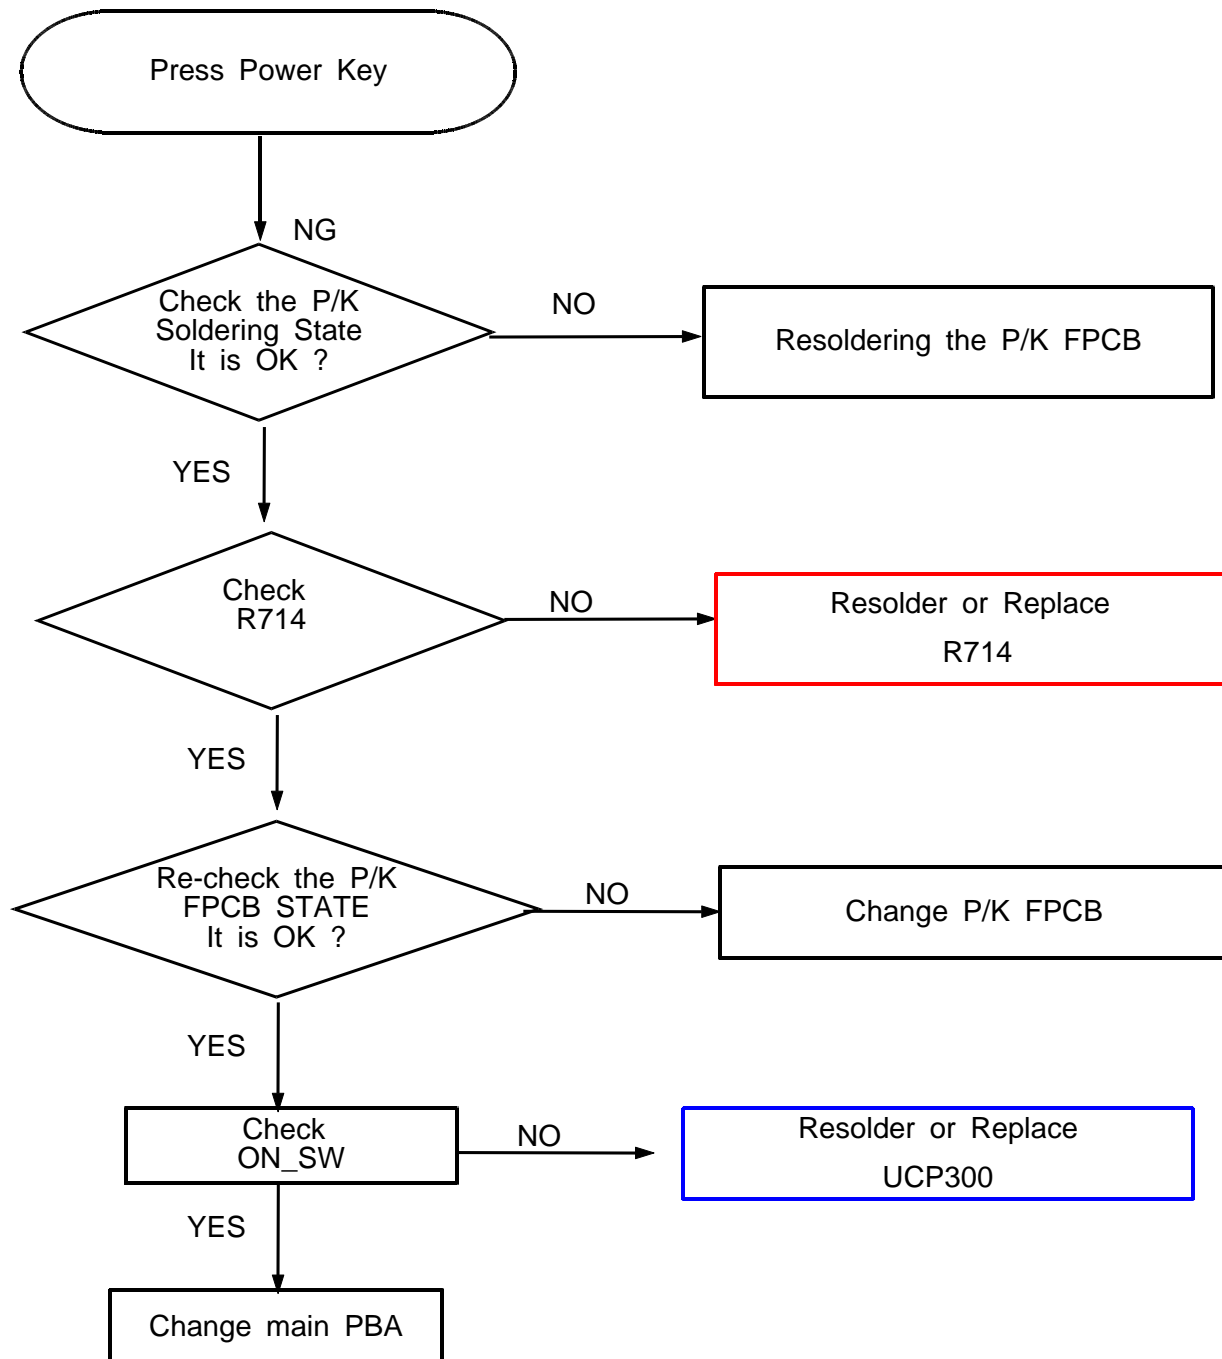 Press Power Key
NG
Check the P/K
Soldering State
It is OK ?
NO
Resoldering the P/K FPCB
YES
Check
R714
NO
Resolder or Replace
R714
YES
Re-check the P/K
FPCB STATE
It is OK ?
NO
Change P/K FPCB
YES
Check
ON_SW
NO
Resolder or Replace
UCP300
YES
Change main PBA